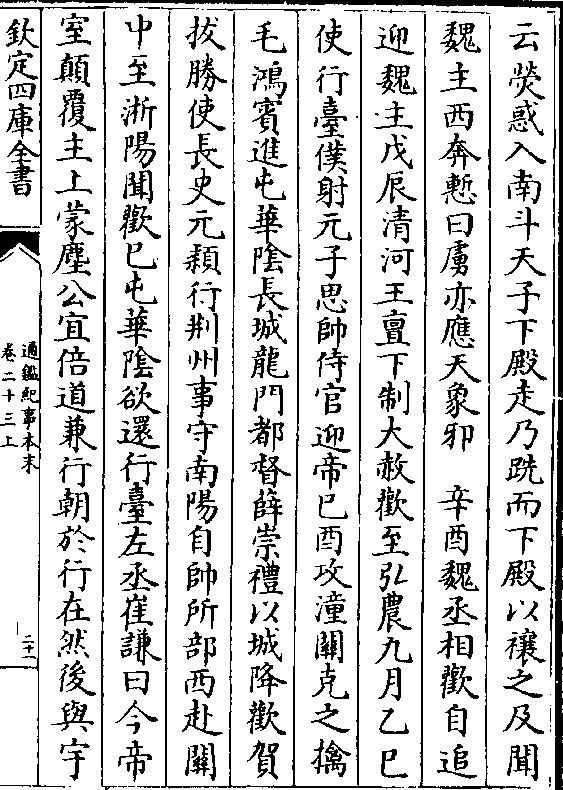 云熒惑入南斗天子下殿走乃跣而下殿以禳之及聞
魏主西奔慙曰虜亦應天象邪　辛酉魏丞相歡自追
迎魏主戊辰清河王亶下制大赦歡至弘農九月乙巳
使行臺僕射元子思帥侍官迎帝己酉攻潼關克之擒
毛鴻賓進屯華陰長城龍門都督薛崇禮以城降歡賀
拔勝使長史元頴行荆州事守南陽自帥所部西赴關
中至淅陽聞歡已屯華陰欲還行臺左丞崔謙曰今帝
室顛覆主上蒙塵公宜倍道兼行朝於行在然後與宇
欽定四庫全書
通鑑紀事本末
卷二十三上
二十一